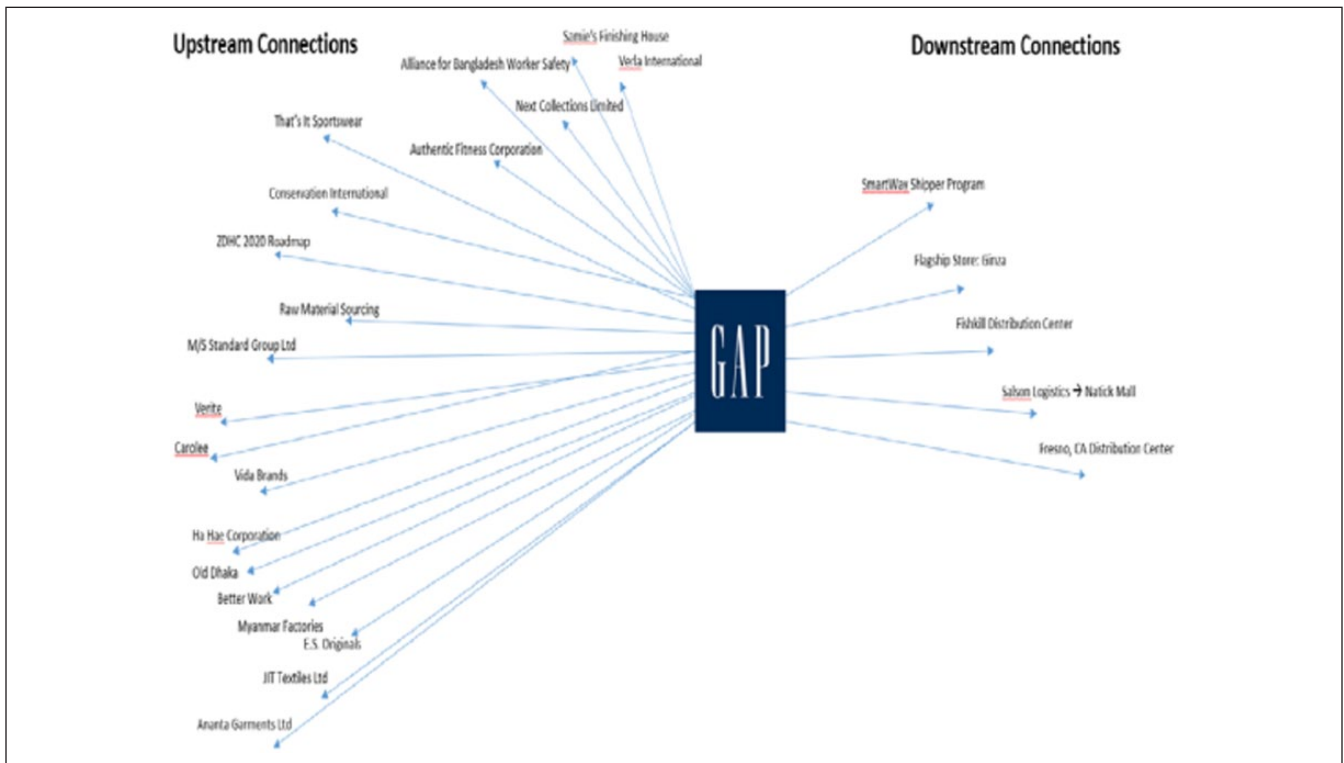 Upstream Connections
Downstream Connections
Samie's Finishing House
Alliance for Bangladesh Worker Safety
Verla International
Next Collections Limited
That's It Sportswear
Authentic Fitness Corporation
Conservation International
ZDHC 2020 Roadmap
Raw Material Sourcing
M/S Standard Group Ltd
Verite
Carolee
Vida Brands
Ha Hae Corporation
Old Dhaka
Better Work
Myanmar Factories
E.S. Originals
JIT Textiles Ltd
Ananta Garments Ltd
GAP
SmartWay Shipper Program
Flagship Store: Ginza
Fishkill Distribution Center
Salson Logistics → Natick Mall
Fresno, CA Distribution Center